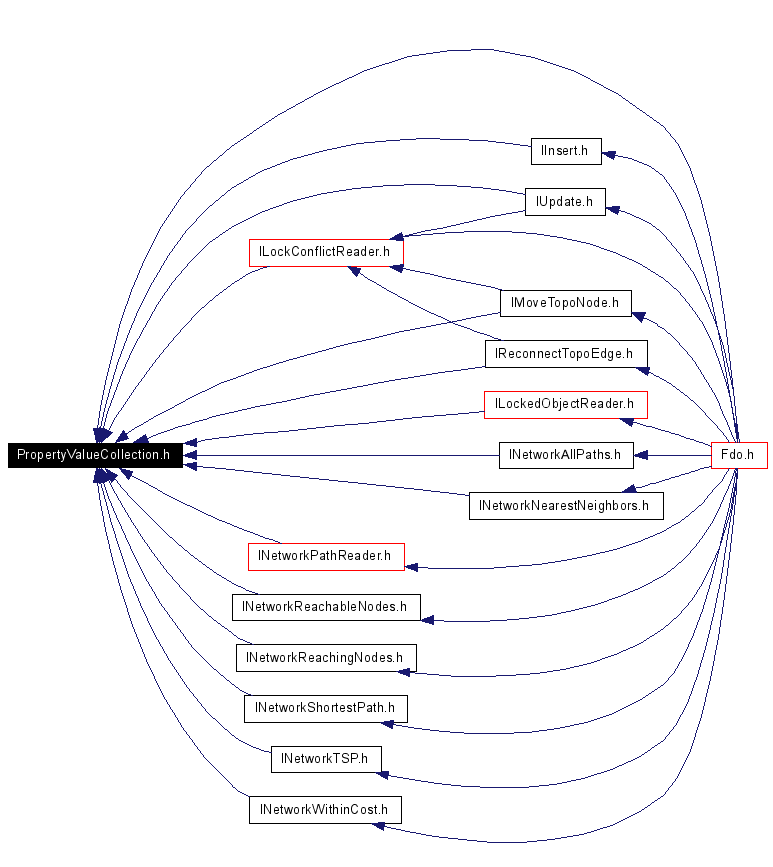 IInsert.h
IUpdate.h
ILockConflictReader.h
IMoveTopoNode.h
IReconnectTopoEdge.h
ILockedObjectReader.h
PropertyValueCollection.h
INetworkAllPaths.h
Fdo.h
INetworkNearestNeighbors.h
INetworkPathReader.h
INetworkReachableNodes.h
INetworkReachingNodes.h
INetworkShortestPath.h
INetworkTSP.h
INetworkWithinCost.h